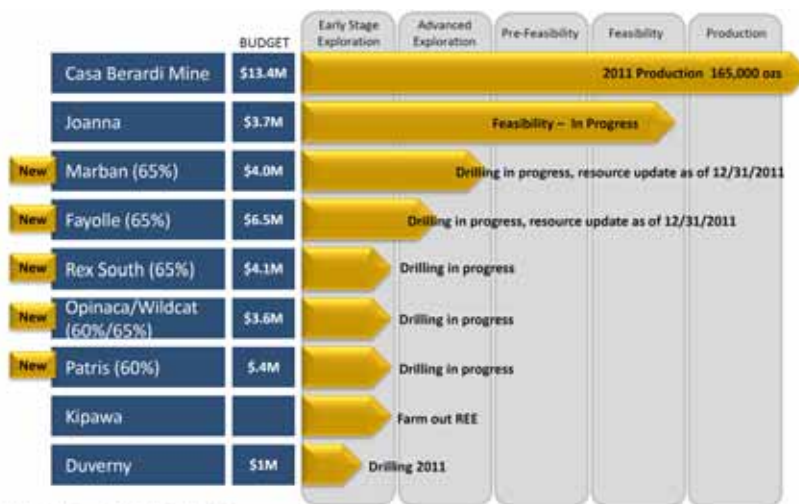 Early Stage
Exploration
Advanced
Exploration
Pre-Feasibility
Feasibility
Production
BUDGET
Casa Berardi Mine $13.4M 2011 Production 165,000 ozs
Joanna $3.7M Feasibility – In Progress
New Marban (65%) $4.0M Drilling in progress, resource update as of 12/31/2011
New Fayolle (65%) $6.5M Drilling in progress, resource update as of 12/31/2011
New Rex South (65%) $4.1M Drilling in progress
New Opinaca/Wildcat
(60%/65%) $3.6M Drilling in progress
New Patris (60%) $.4M Drilling in progress
Kipawa Farm out REE
Duverny $1M Drilling 2011